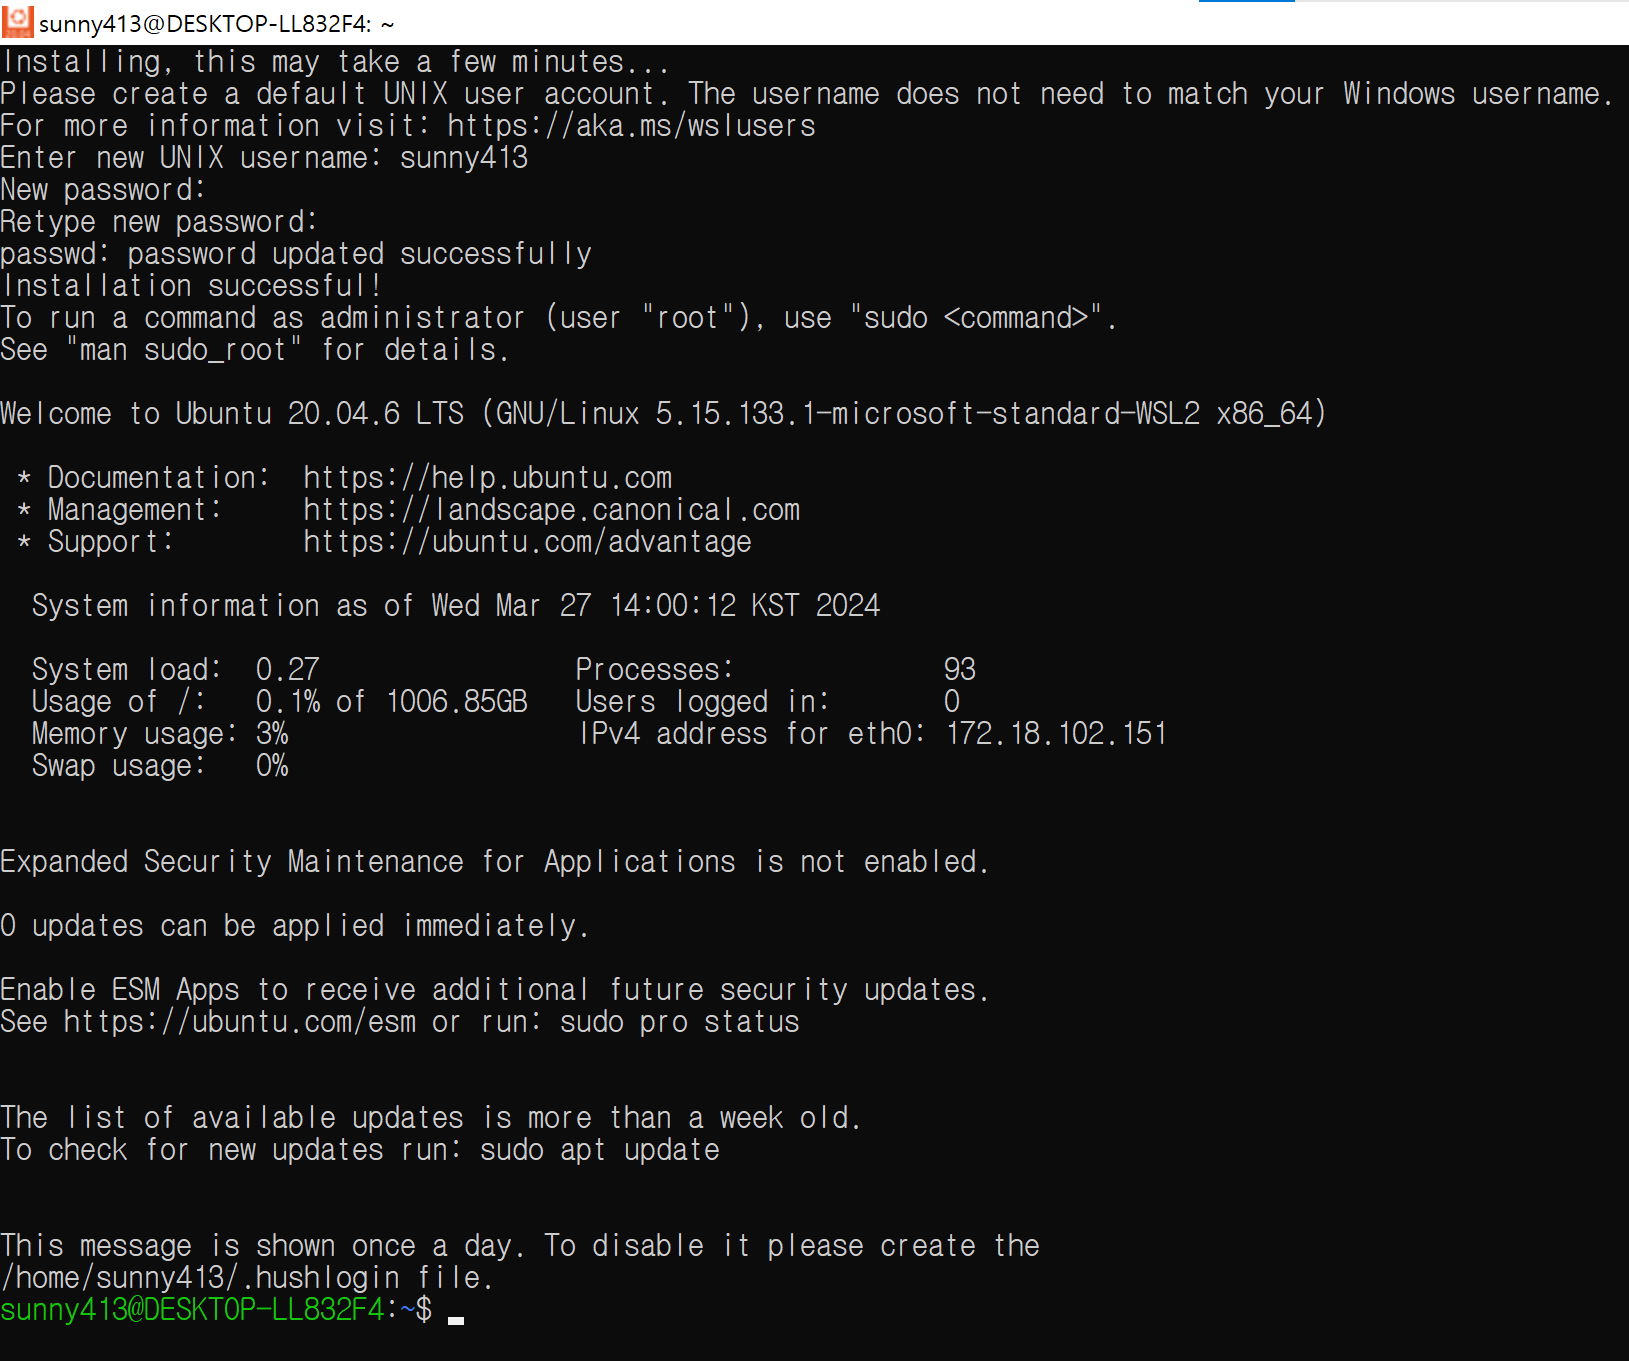 sunny413@DESKTOP-LL832F4: ~
Installing, this may take a few minutes...
Please create a default UNIX user account. The username does not need to match your Windows username.
For more information visit: https://aka.ms/wslusers
Enter new UNIX username: sunny413
New password:
Retype new password:
passwd: password updated successfully
Installation successful!
To run a command as administrator (user "root"), use "sudo <command>".
See "man sudo_root" for details.

Welcome to Ubuntu 20.04.6 LTS (GNU/Linux 5.15.133.1-microsoft-standard-WSL2 x86_64)

 * Documentation:  https://help.ubuntu.com
 * Management:     https://landscape.canonical.com
 * Support:        https://ubuntu.com/advantage

  System information as of Wed Mar 27 14:00:12 KST 2024

  System load:  0.27                Processes:             93
  Usage of /:   0.1% of 1006.85GB   Users logged in:       0
  Memory usage: 3%                  IPv4 address for eth0: 172.18.102.151
  Swap usage:   0%

Expanded Security Maintenance for Applications is not enabled.

0 updates can be applied immediately.

Enable ESM Apps to receive additional future security updates.
See https://ubuntu.com/esm or run: sudo pro status

The list of available updates is more than a week old.
To check for new updates run: sudo apt update

This message is shown once a day. To disable it please create the
/home/sunny413/.hushlogin file.
sunny413@DESKTOP-LL832F4:~$